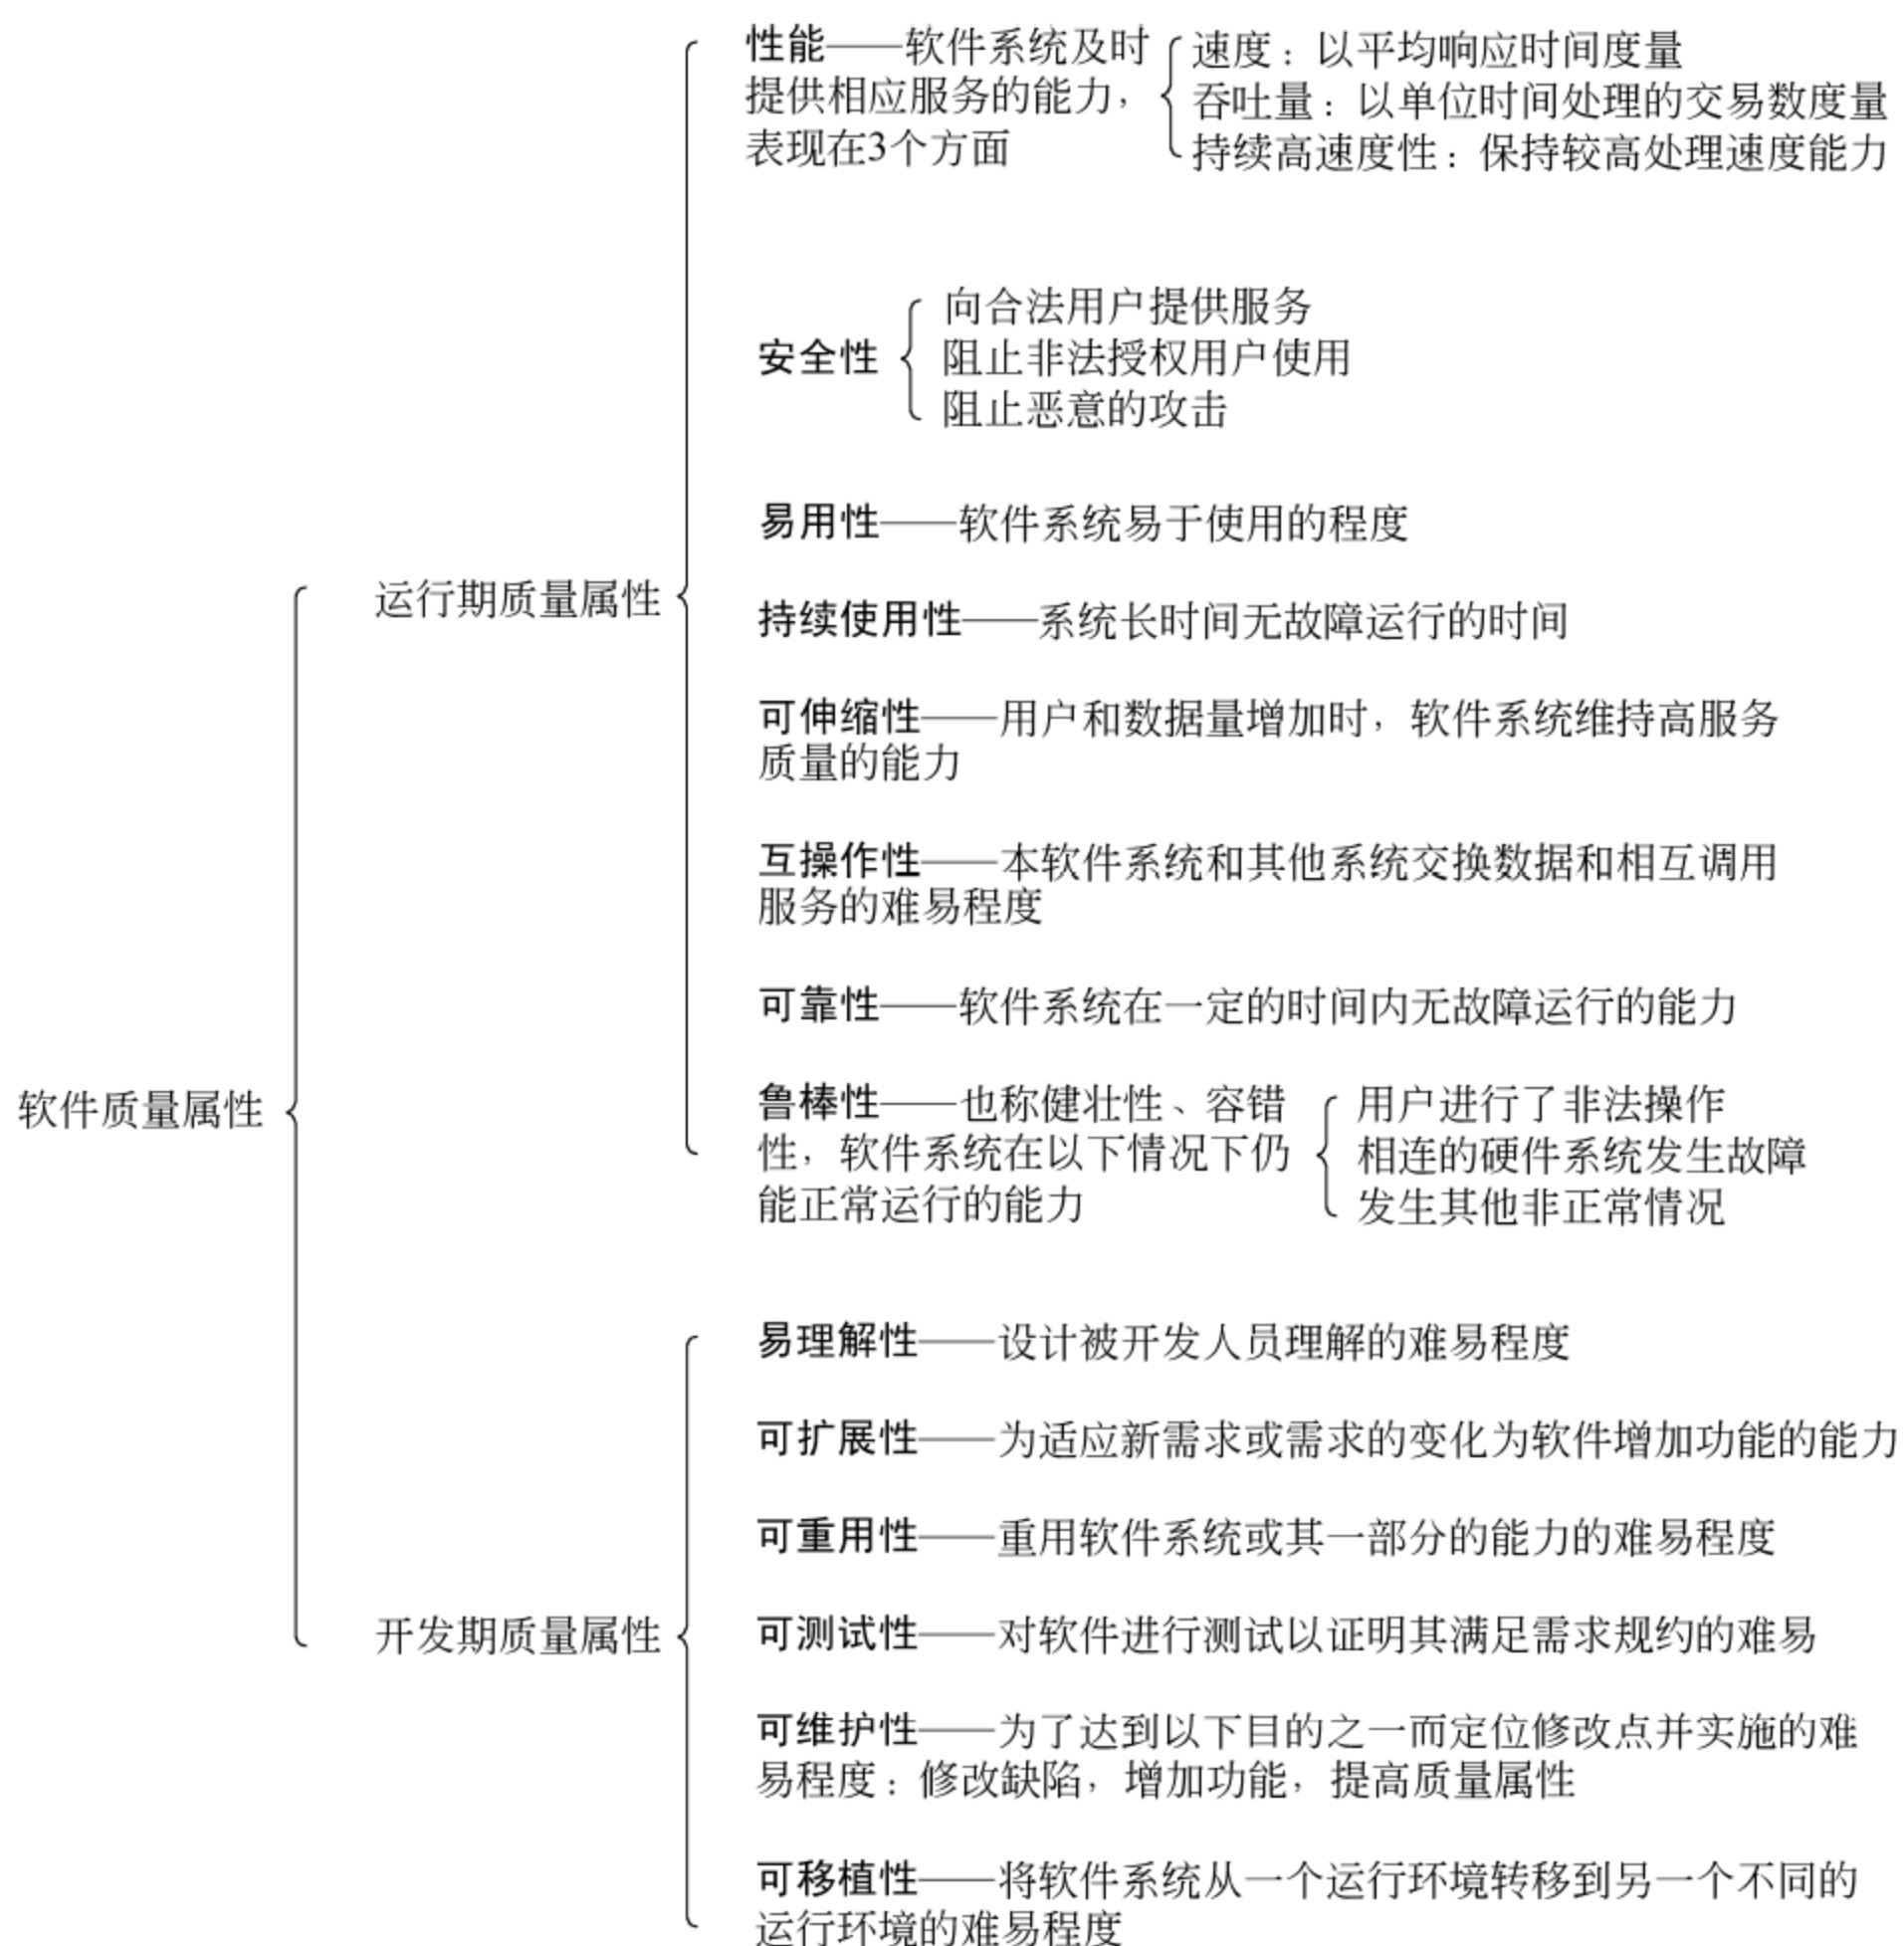 软件质量属性
运行期质量属性
性能——软件系统及时
提供相应服务的能力，
表现在3个方面
速度：以平均响应时间度量
吞吐量：以单位时间处理的交易数度量
持续高速度性：保持较高处理速度能力
安全性
向合法用户提供服务
阻止非法授权用户使用
阻止恶意的攻击
易用性——软件系统易于使用的程度
持续使用性——系统长时间无故障运行的时间
可伸缩性——用户和数据量增加时，软件系统维持高服务
质量的能力
互操作性——本软件系统和其他系统交换数据和相互调用
服务的难易程度
可靠性——软件系统在一定的时间内无故障运行的能力
鲁棒性——也称健壮性、容错
性，软件系统在以下情况下仍
能正常运行的能力
用户进行了非法操作
相连的硬件系统发生故障
发生其他非正常情况
开发期质量属性
易理解性——设计被开发人员理解的难易程度
可扩展性——为适应新需求或需求的变化为软件增加功能的能力
可重用性——重用软件系统或其一部分的能力的难易程度
可测试性——对软件进行测试以证明其满足需求规约的难易
可维护性——为了达到以下目的之一而定位修改点并实施的难
易程度：修改缺陷，增加功能，提高质量属性
可移植性——将软件系统从一个运行环境转移到另一个不同的
运行环境的难易程度